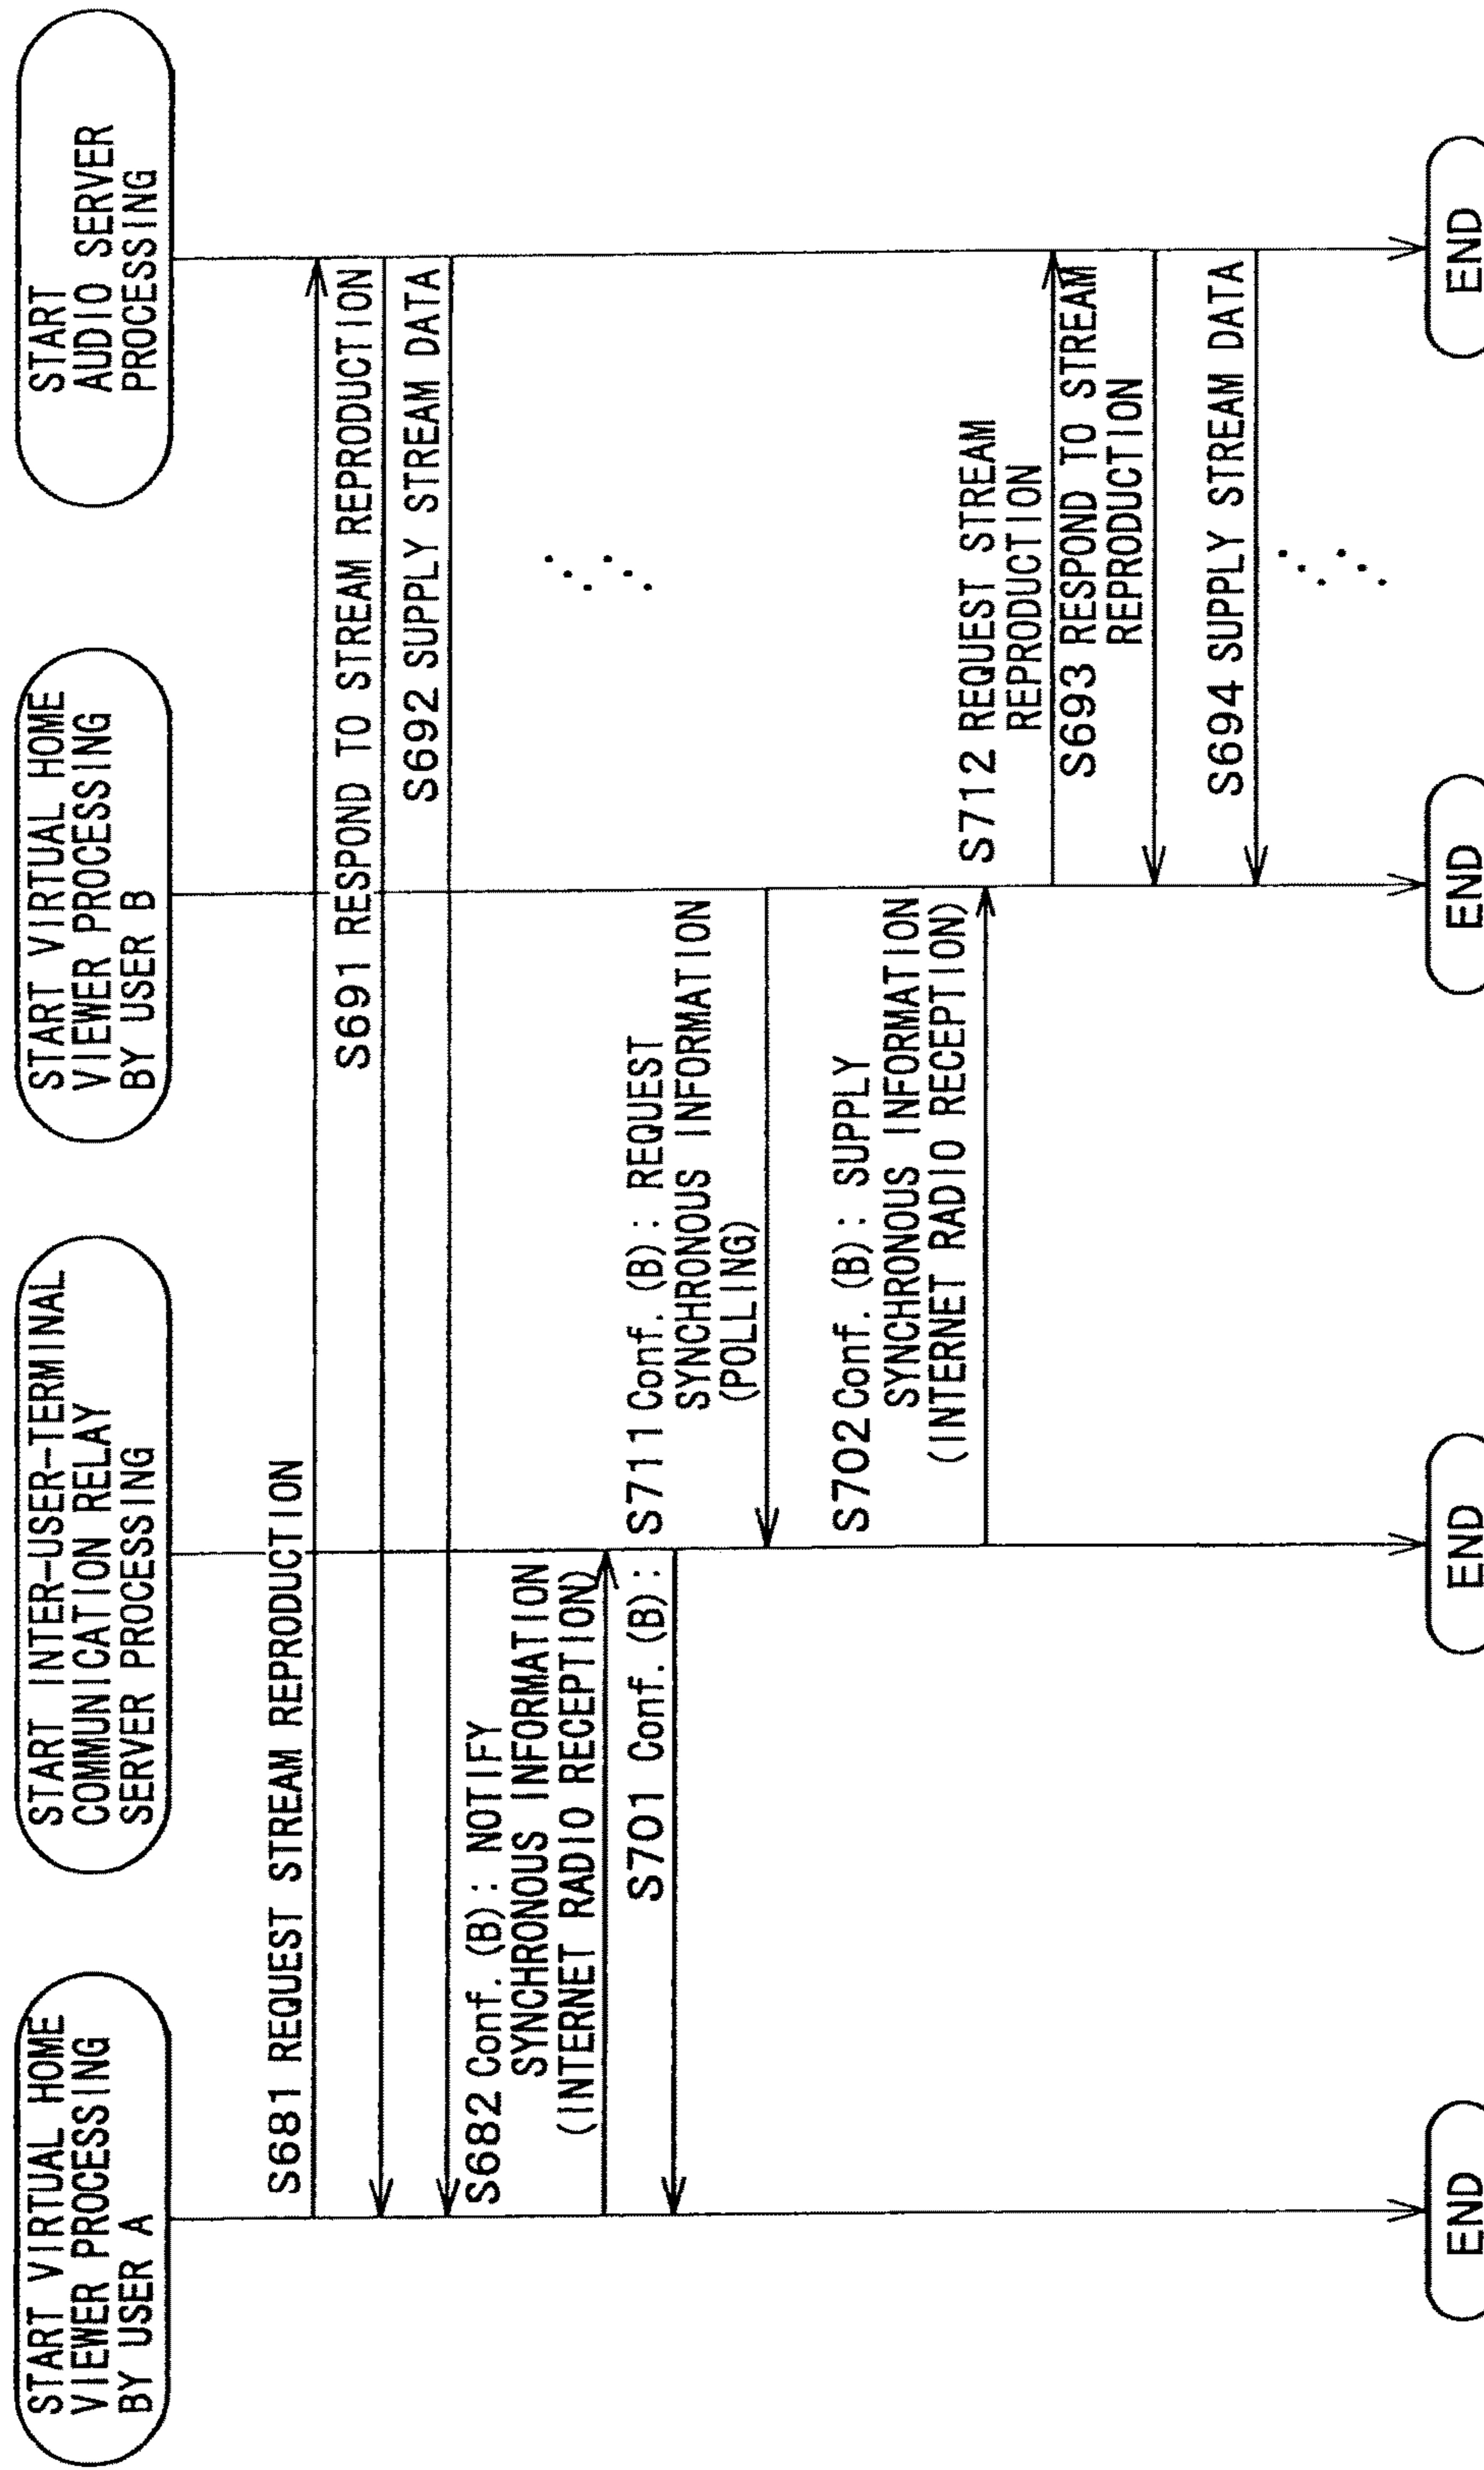 START VIRTUAL HOME
VIEWER PROCESSING
BY USER A
START INTER-USER-TERMINAL
COMMUNICATION RELAY
SERVER PROCESSING
START VIRTUAL HOME
VIEWER PROCESSING
BY USER B
START
AUDIO SERVER
PROCESSING
S681 REQUEST STREAM REPRODUCTION
S691 RESPOND TO STREAM REPRODUCTION
S692 SUPPLY STREAM DATA
S682 Conf. (B): NOTIFY
SYNCHRONOUS INFORMATION
(INTERNET RADIO RECEPTION)
S701 Conf. (B):
S711 Conf. (B): REQUEST
SYNCHRONOUS INFORMATION
(POLLING)
S702 Conf. (B): SUPPLY
SYNCHRONOUS INFORMATION
(INTERNET RADIO RECEPTION)
S712 REQUEST STREAM
REPRODUCTION
S693 RESPOND TO STREAM
REPRODUCTION
S694 SUPPLY STREAM DATA
END
END
END
END